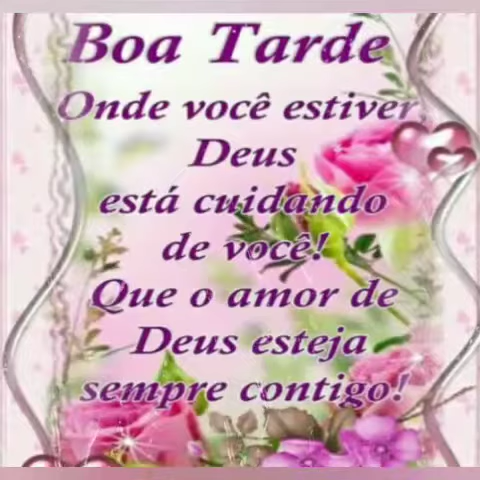 Boa Tarde
Onde você estiver,
Deus
está cuidando
de você!
Que o amor de
Deus esteja
sempre contigo!